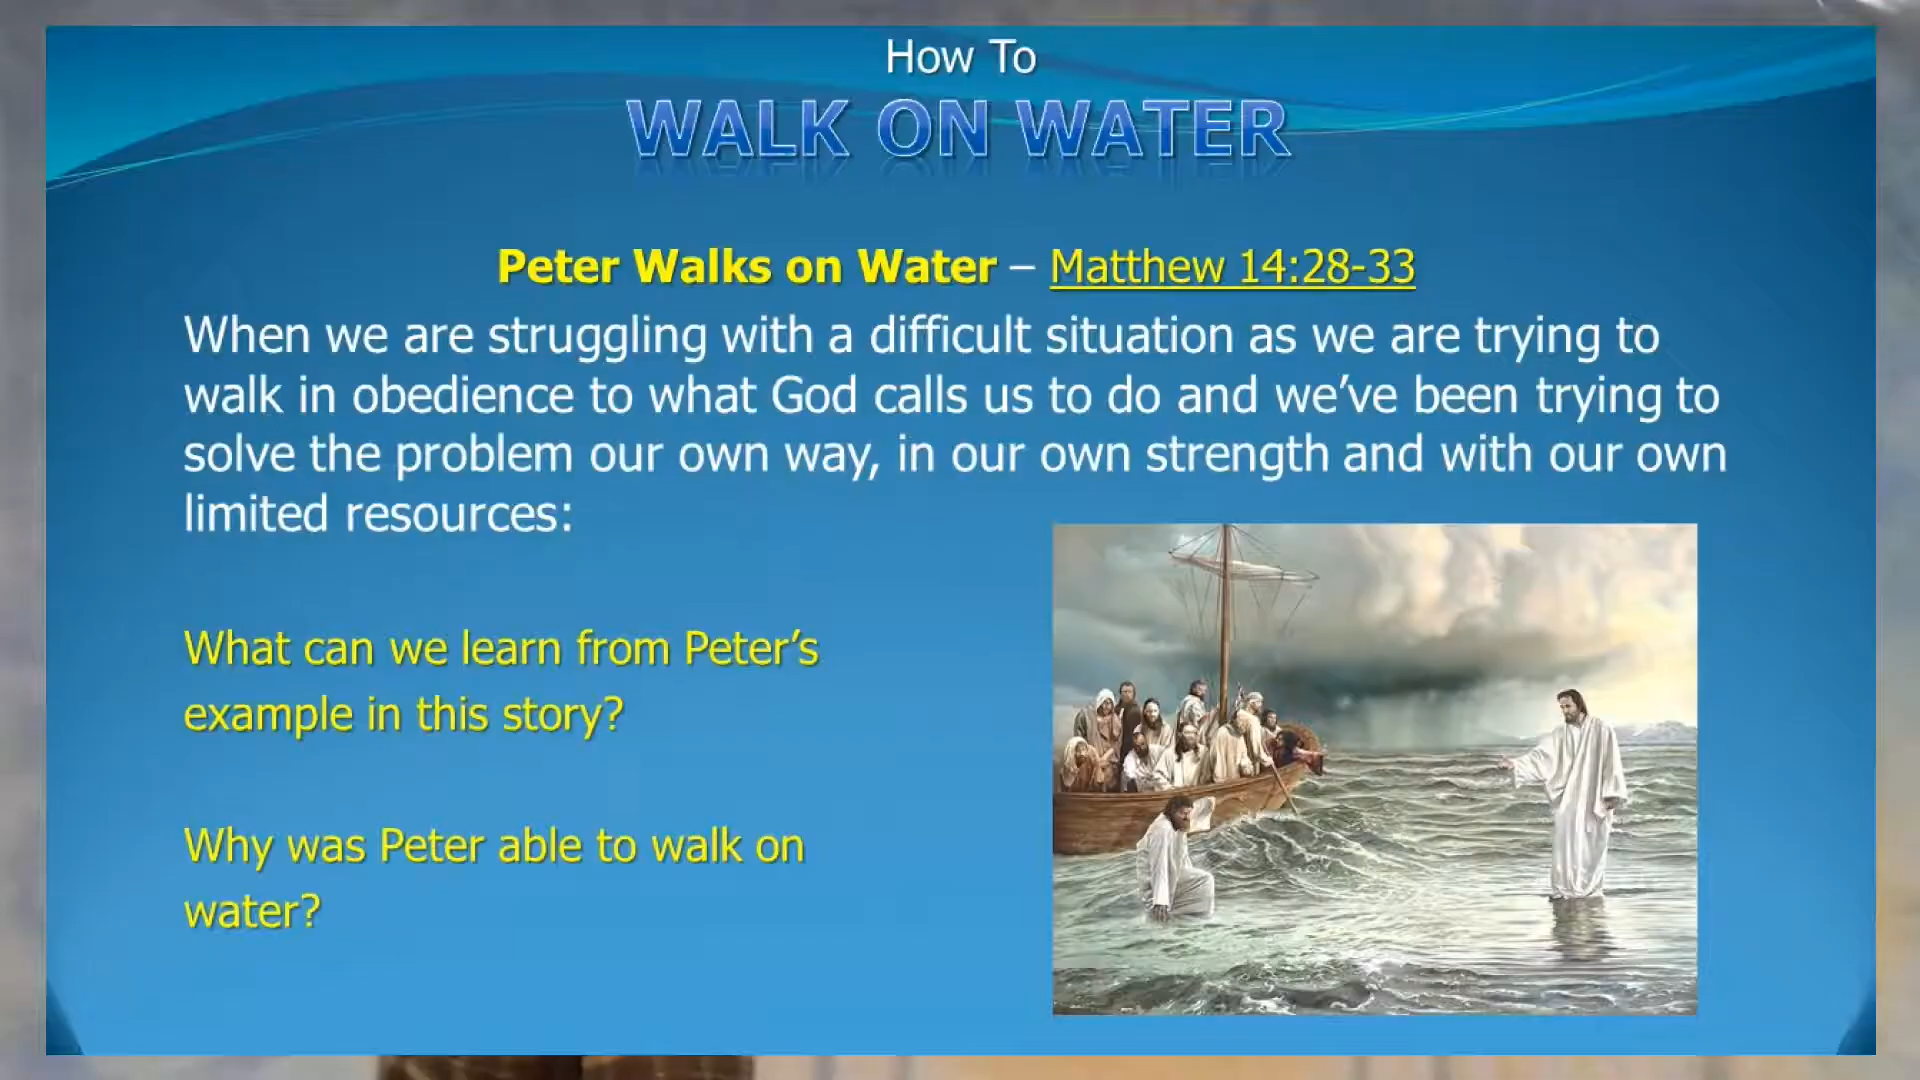 How To
WALK ON WATER
Peter Walks on Water – Matthew 14:28-33
When we are struggling with a difficult situation as we are trying to
walk in obedience to what God calls us to do and we’ve been trying to
solve the problem our own way, in our own strength and with our own
limited resources:
What can we learn from Peter’s
example in this story?
Why was Peter able to walk on
water?